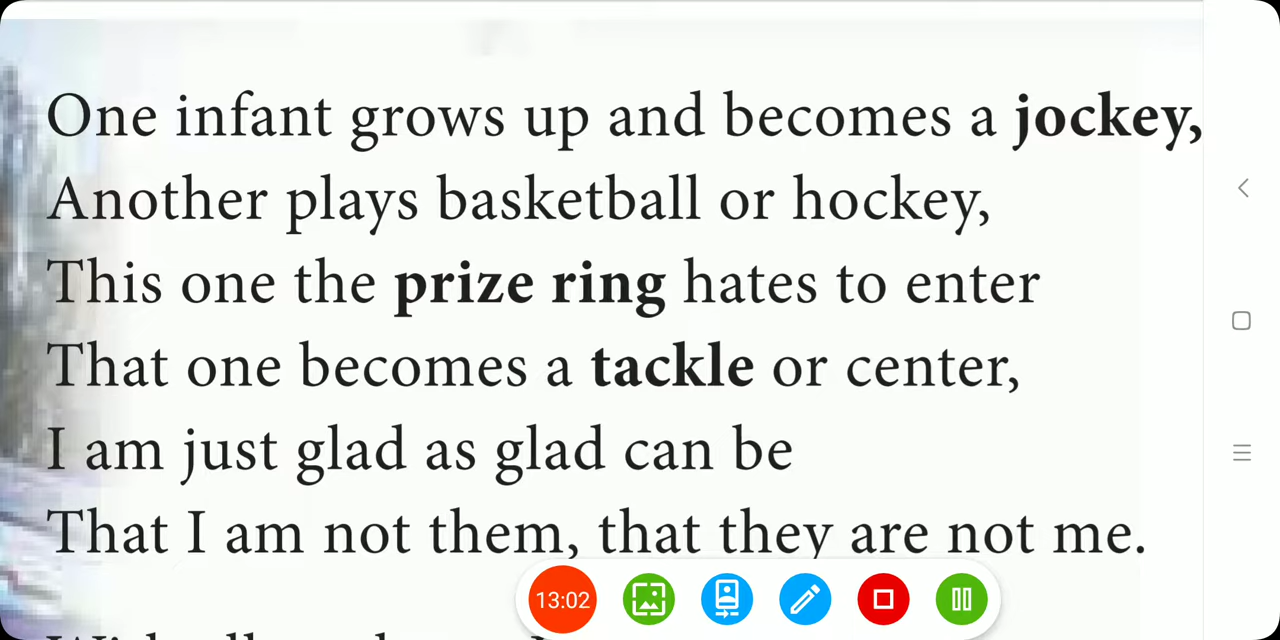 One infant grows up and becomes a jockey,
Another plays basketball or hockey,
This one the prize ring hates to enter
That one becomes a tackle or center,
I am just glad as glad can be
That I am not them, that they are not me.
13:02